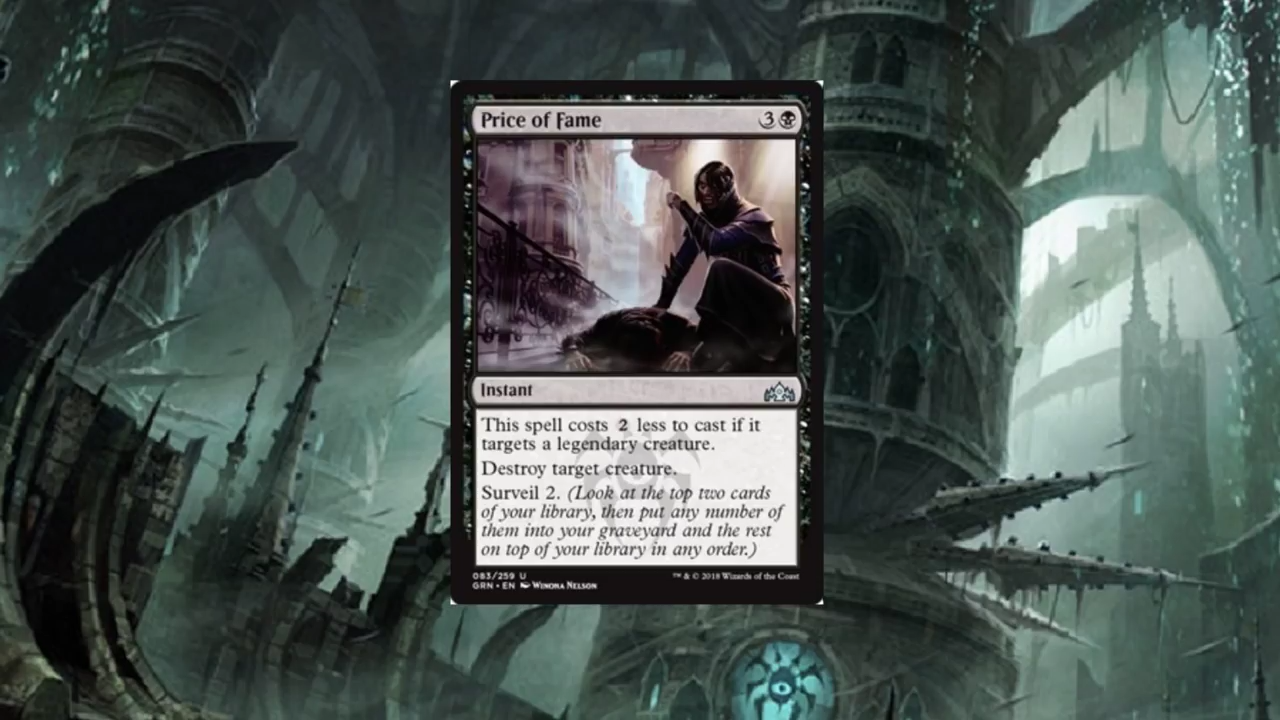 Price of Fame 3
Instant
This spell costs 2 less to cast if it
targets a legendary creature.
Destroy target creature.
Surveil 2. (Look at the top two cards
of your library, then put any number of
them into your graveyard and the rest
on top of your library in any order.)
083/259 U
GRN • EN Winona Nelson
™ & © 2018 Wizards of the Coast